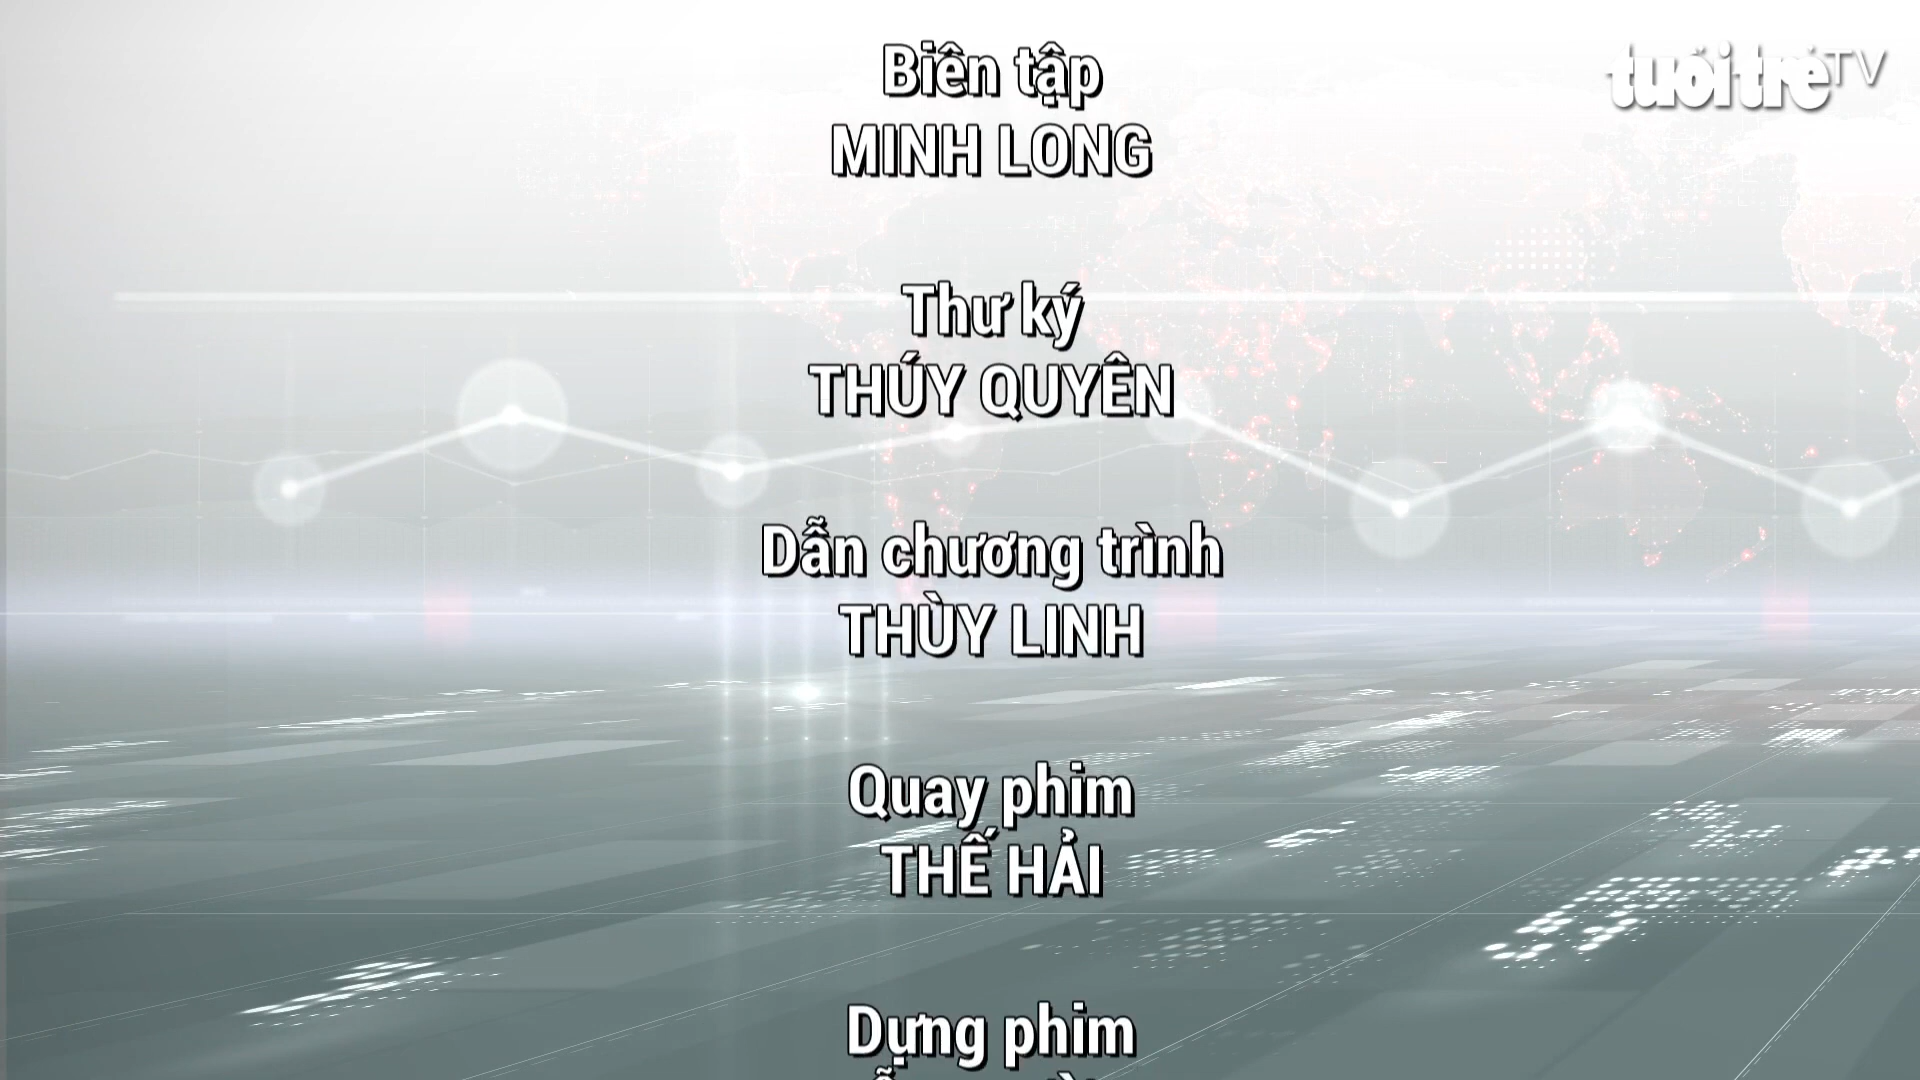 tuổi trẻ TV
Biên tập
MINH LONG
Thư ký
THÚY QUYÊN
Dẫn chương trình
THÙY LINH
Quay phim
THẾ HẢI
Dựng phim